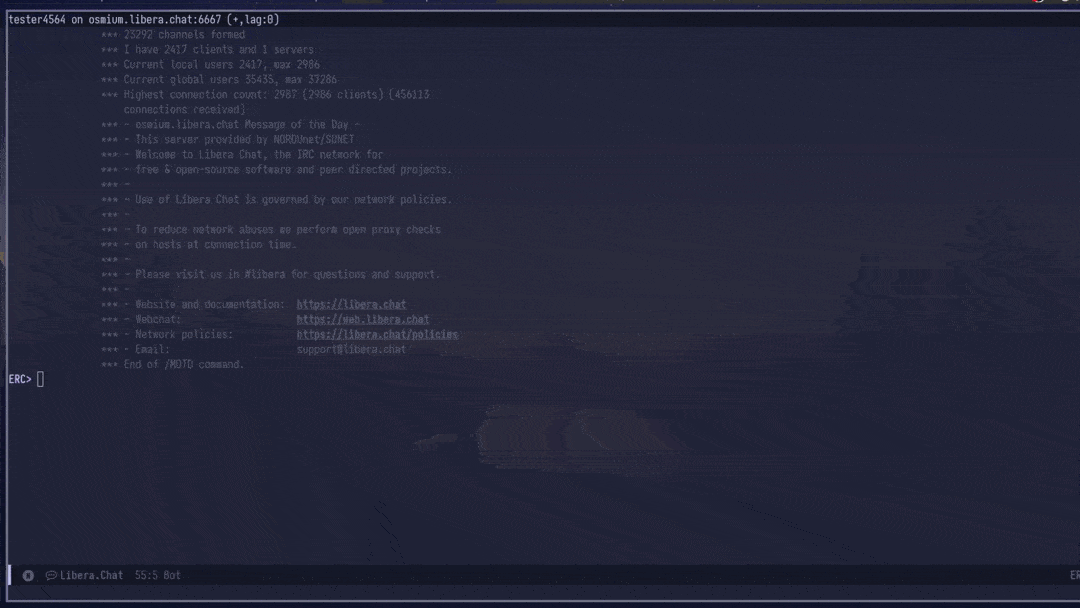 tester4564 on osmium.libera.chat:6667 (+,lag:0)
*** 23292 channels formed
*** I have 2417 clients and 1 servers
*** Current local users 2417, max 2986
*** Current global users 35435, max 37286
*** Highest connection count: 2987 (2986 clients) (456113
connections received)
*** - osmium.libera.chat Message of the Day -
*** - This server provided by NORDUnet/SUNET
*** - Welcome to Libera Chat, the IRC network for
*** - free & open-source software and peer directed projects.
*** -
*** - Use of Libera Chat is governed by our network policies.
*** -
*** - To reduce network abuses we perform open proxy checks
*** - on hosts at connection time.
*** -
*** - Please visit us in #libera for questions and support.
*** -
*** - Website and documentation: https://libera.chat
*** - Webchat: https://web.libera.chat
*** - Network policies: https://libera.chat/policies
*** - Email: support@libera.chat
*** End of /MOTD command.
ERC>
Libera.Chat 55:5 Bot